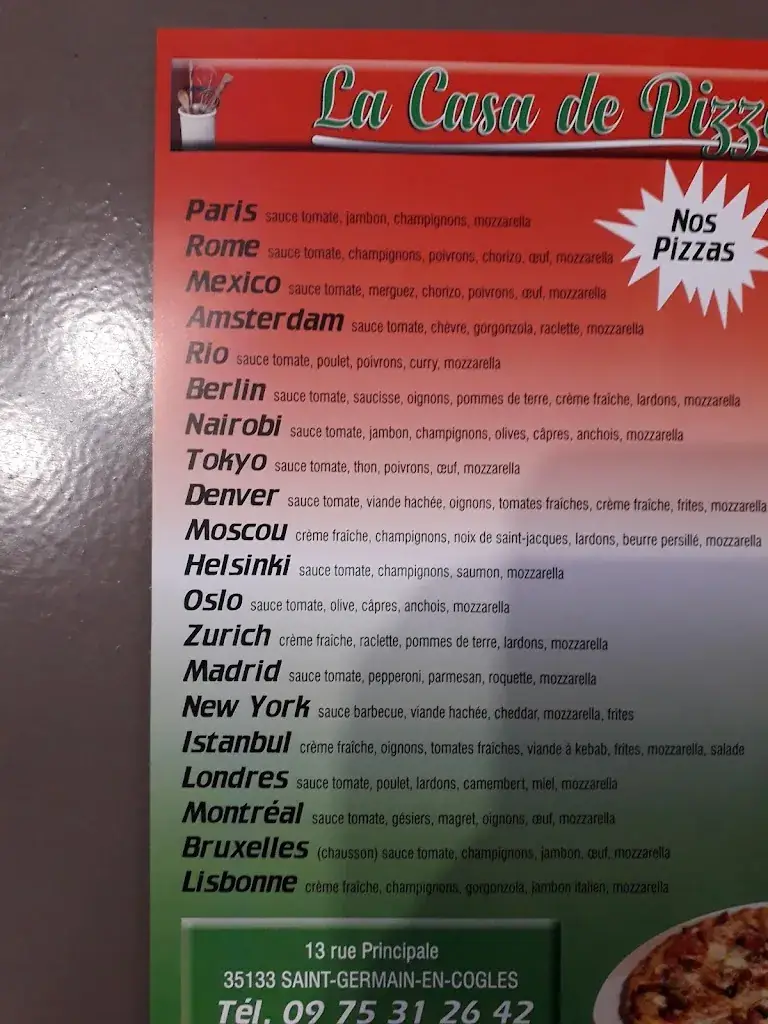 La Casa de Pizz
Nos
Pizzas
Paris sauce tomate, jambon, champignons, mozzarella
Rome sauce tomate, champignons, poivrons, chorizo, œuf, mozzarella
Mexico sauce tomate, merguez, chorizo, poivrons, œuf, mozzarella
Amsterdam sauce tomate, chèvre, gorgonzola, raclette, mozzarella
Rio sauce tomate, poulet, poivrons, curry, mozzarella
Berlin sauce tomate, saucisse, oignons, pommes de terre, crème fraîche, lardons, mozzarella
Nairobi sauce tomate, jambon, champignons, olives, câpres, anchois, mozzarella
Tokyo sauce tomate, thon, poivrons, œuf, mozzarella
Denver sauce tomate, viande hachée, oignons, tomates fraîches, crème fraîche, frites, mozzarella
Moscou crème fraîche, champignons, noix de saint-jacques, lardons, beurre persillé, mozzarella
Helsinki sauce tomate, champignons, saumon, mozzarella
Oslo sauce tomate, olive, câpres, anchois, mozzarella
Zurich crème fraîche, raclette, pommes de terre, lardons, mozzarella
Madrid sauce tomate, pepperoni, parmesan, roquette, mozzarella
New York sauce barbecue, viande hachée, cheddar, mozzarella, frites
Istanbul crème fraîche, oignons, tomates fraîches, viande à kebab, frites, mozzarella, salade
Londres sauce tomate, poulet, lardons, camembert, miel, mozzarella
Montréal sauce tomate, gésiers, magret, oignons, œuf, mozzarella
Bruxelles (chausson) sauce tomate, champignons, jambon, œuf, mozzarella
Lisbonne crème fraîche, champignons, gorgonzola, jambon italien, mozzarella
13 rue Principale
35133 SAINT-GERMAIN-EN-COGLES
Tél. 09 75 31 26 42